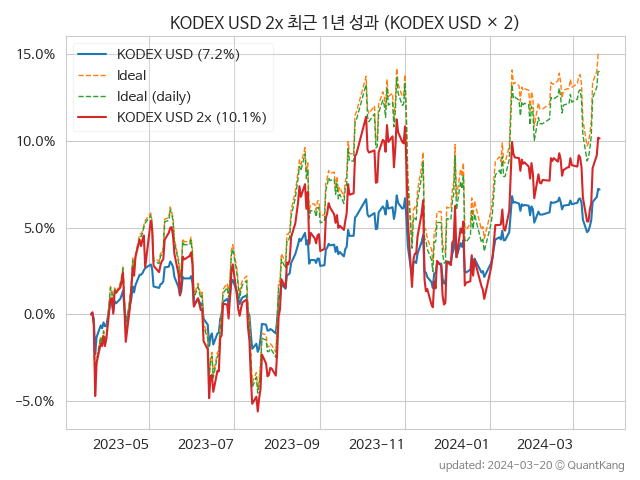 KODEX USD 2x 최근 1년 성과 (KODEX USD × 2)
15.0%
10.0%
5.0%
0.0%
−5.0%
KODEX USD (7.2%)
Ideal
Ideal (daily)
KODEX USD 2x (10.1%)
2023−05
2023−07
2023−09
2023−11
2024−01
2024−03
updated: 2024-03-20 © QuantKang